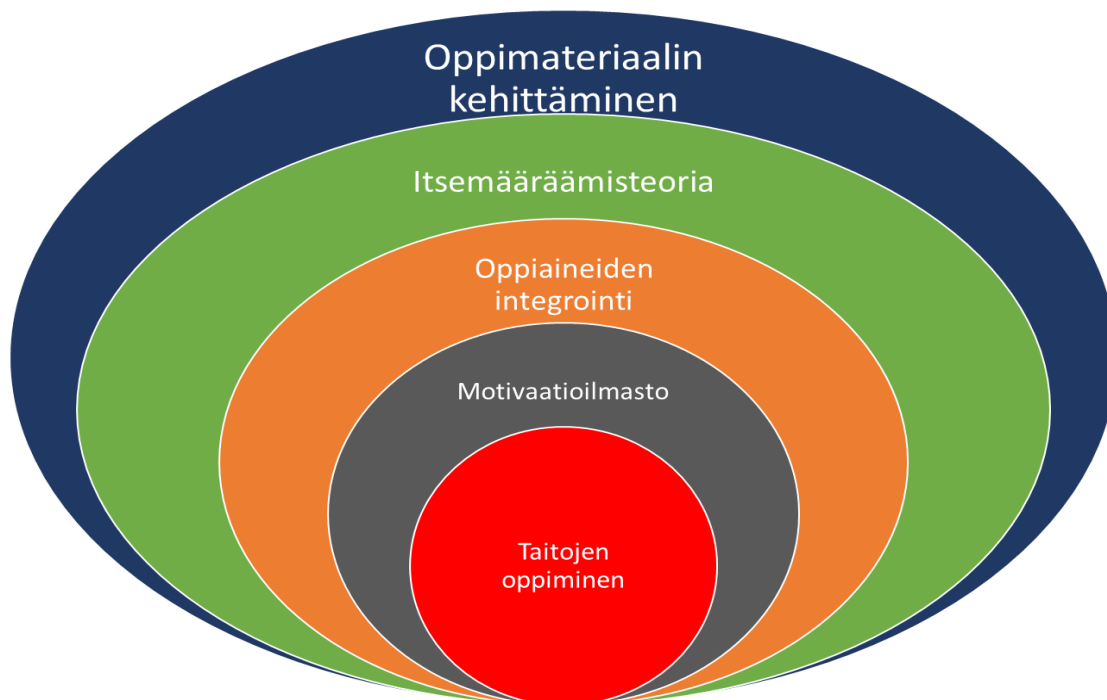 Oppimateriaalin
kehittäminen
Itsemääräämisteoria
Oppiaineiden
integrointi
Motivaatioilmasto
Taitojen
oppiminen